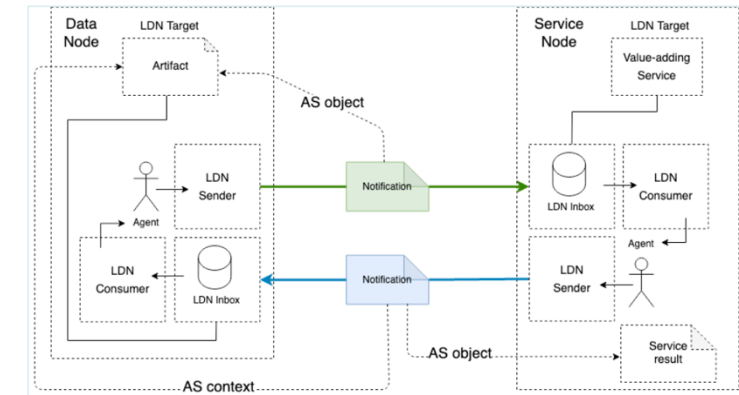 Data
Node
LDN Target
Artifact
AS object
Service
Node
LDN Target
Value-adding
Service
Agent
LDN
Sender
Notification
LDN Inbox
LDN
Consumer
LDN
Consumer
LDN Inbox
Notification
LDN
Sender
Agent
AS object
Service
result
AS context